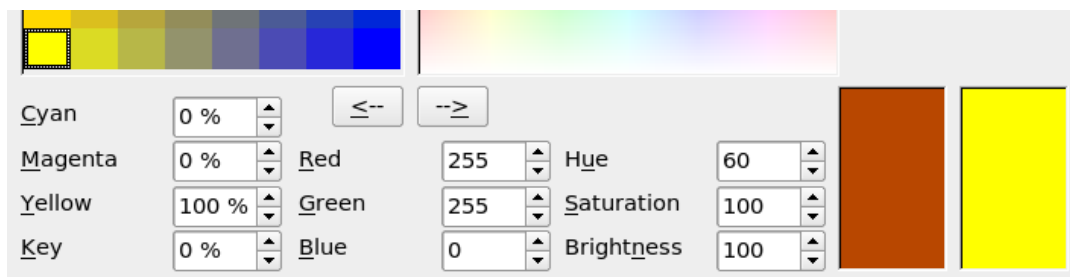 Cyan 0 % <-- -->
Magenta 0 % Red 255 Hue 60
Yellow 100 % Green 255 Saturation 100
Key 0 % Blue 0 Brightness 100